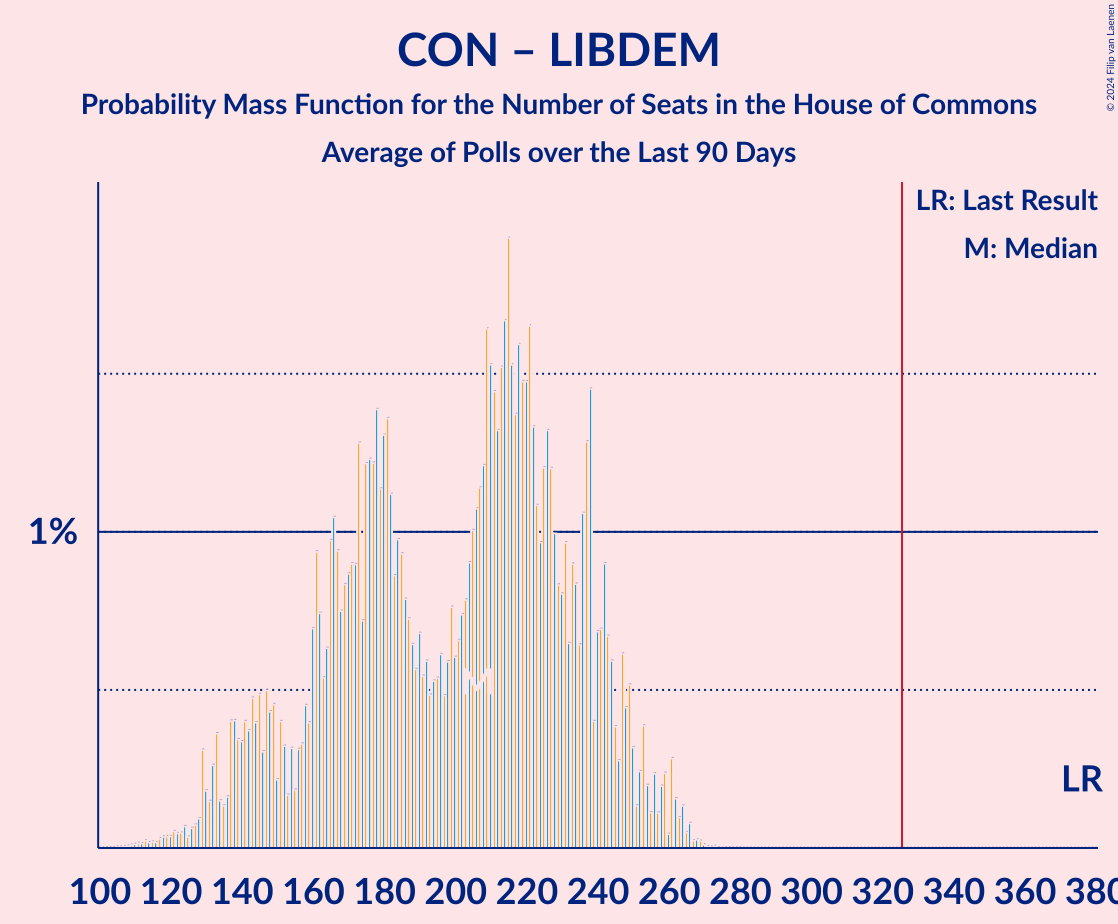 CON – LIBDEM
Probability Mass Function for the Number of Seats in the House of Commons
Average of Polls over the Last 90 Days
© 2024 Filip van Laenen
LR: Last Result
M: Median
1%
M
LR
100 120 140 160 180 200 220 240 260 280 300 320 340 360 380